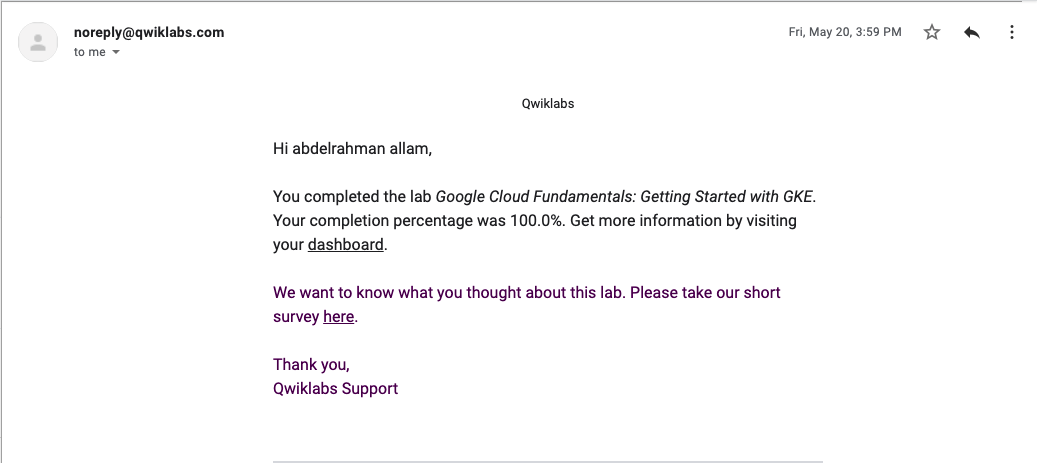 noreply@qwiklabs.com
Fri, May 20, 3:59 PM
to me
Qwiklabs
Hi abdelrahman allam,
You completed the lab Google Cloud Fundamentals: Getting Started with GKE.
Your completion percentage was 100.0%. Get more information by visiting
your dashboard.
We want to know what you thought about this lab. Please take our short
survey here.
Thank you,
Qwiklabs Support